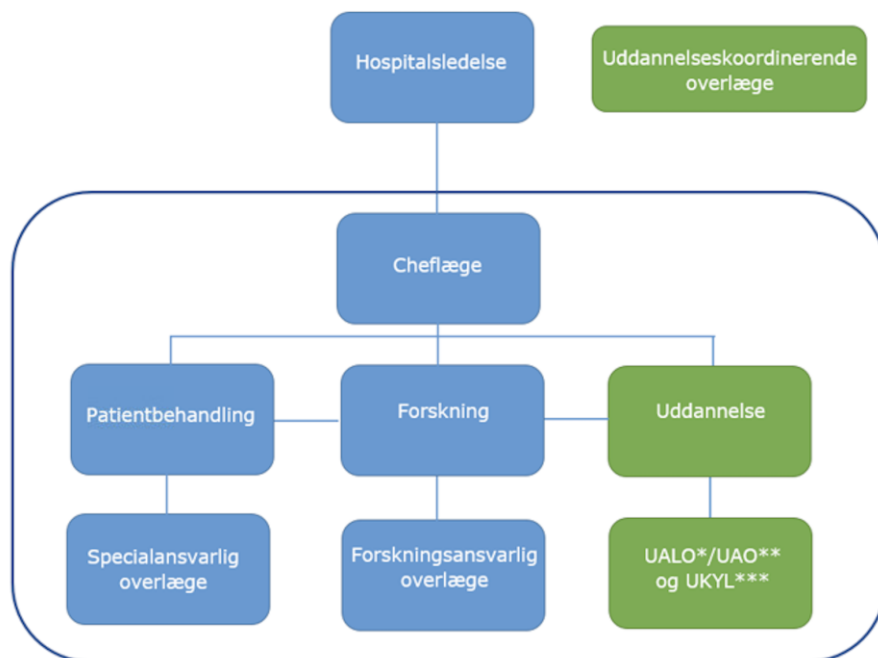 Hospitalsledelse
Uddannelseskoordinerende
overlæge
Cheflæge
Patientbehandling
Forskning
Uddannelse
Specialansvarlig
overlæge
Forskningsansvarlig
overlæge
UALO*/UAO**
og UKYL***